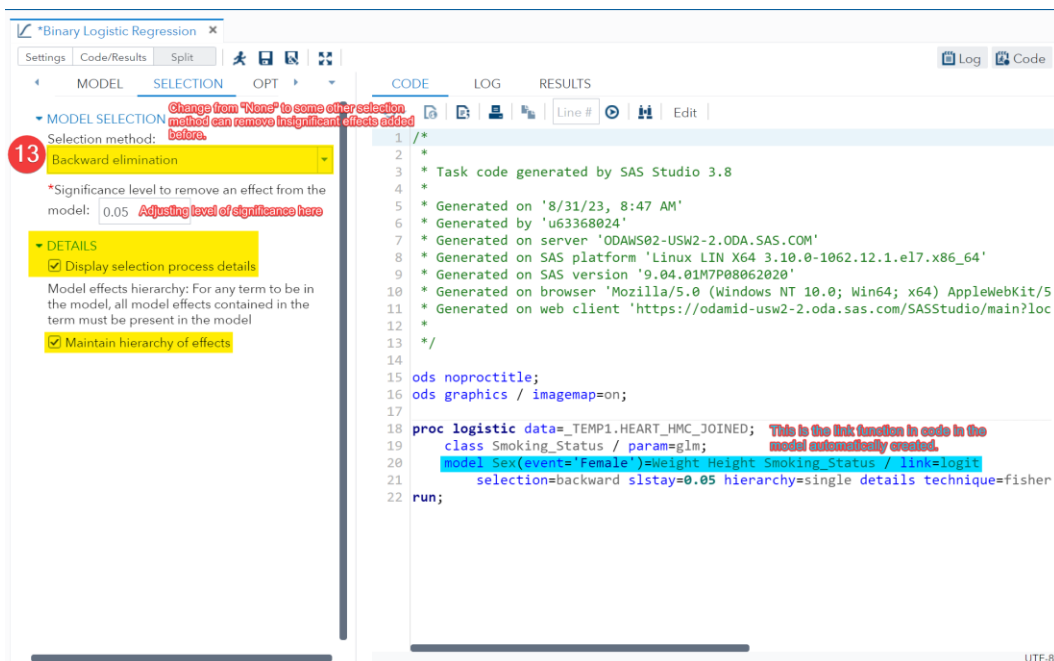 *Binary Logistic Regression ×
Settings Code/Results Split Log Code
MODEL SELECTION OPT
CODE LOG RESULTS
MODEL SELECTION
Change from "None" to some other selection
method can remove insignificant effects added
before.
Selection method:
13
Backward elimination
*Significance level to remove an effect from the
model: 0.05 Adjusting level of significance here
DETAILS
Display selection process details
Model effects hierarchy: For any term to be in
the model, all model effects contained in the
term must be present in the model
Maintain hierarchy of effects
Line # Edit
1 /*
2 *
3 * Task code generated by SAS Studio 3.8
4 *
5 * Generated on '8/31/23, 8:47 AM'
6 * Generated by 'u63368024'
7 * Generated on server 'ODAWS02-USW2-2.ODA.SAS.COM'
8 * Generated on SAS platform 'Linux LIN X64 3.10.0-1062.12.1.el7.x86_64'
9 * Generated on SAS version '9.04.01M7P08062020'
10 * Generated on browser 'Mozilla/5.0 (Windows NT 10.0; Win64; x64) AppleWebKit/5
11 * Generated on web client 'https://odamid-usw2-2.oda.sas.com/SASStudio/main?loc
12 *
13 */
14
15 ods noproctitle;
16 ods graphics / imagemap=on;
17
18 proc logistic data=_TEMP1.HEART_HMC_JOINED; This is the link function in code in the
19 class Smoking_Status / param=glm; model automatically created.
20 model Sex(event='Female')=Weight Height Smoking_Status / link=logit
21 selection=backward slstay=0.05 hierarchy=single details technique=fisher
22 run;
UTF-8